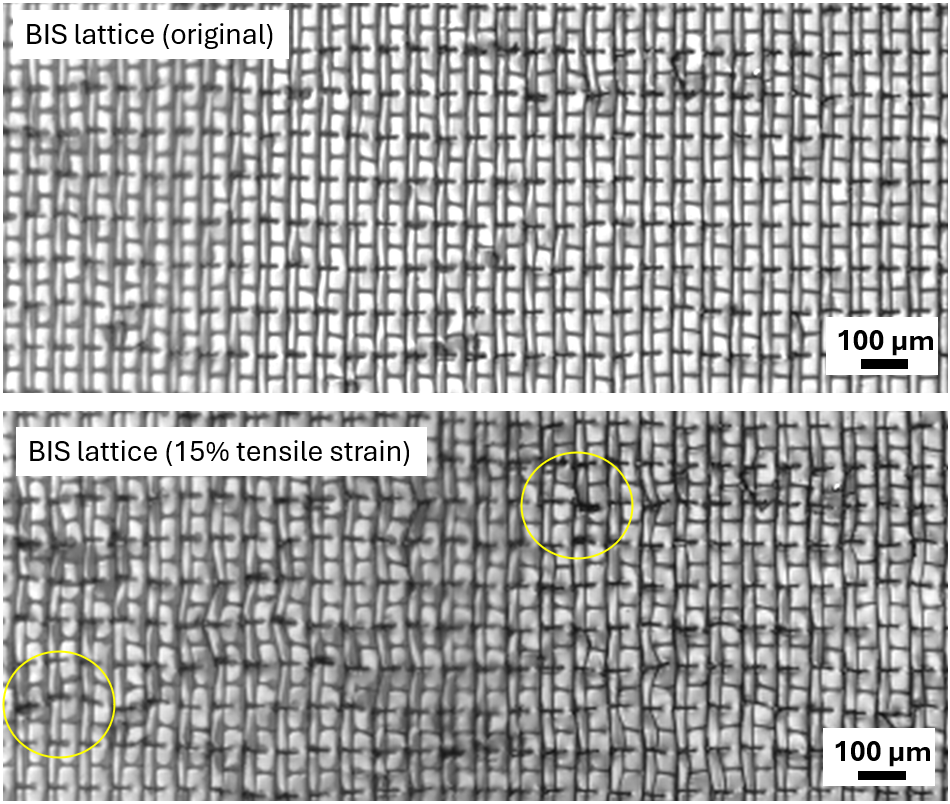 BIS lattice (original)
100 µm
BIS lattice (15% tensile strain)
100 µm